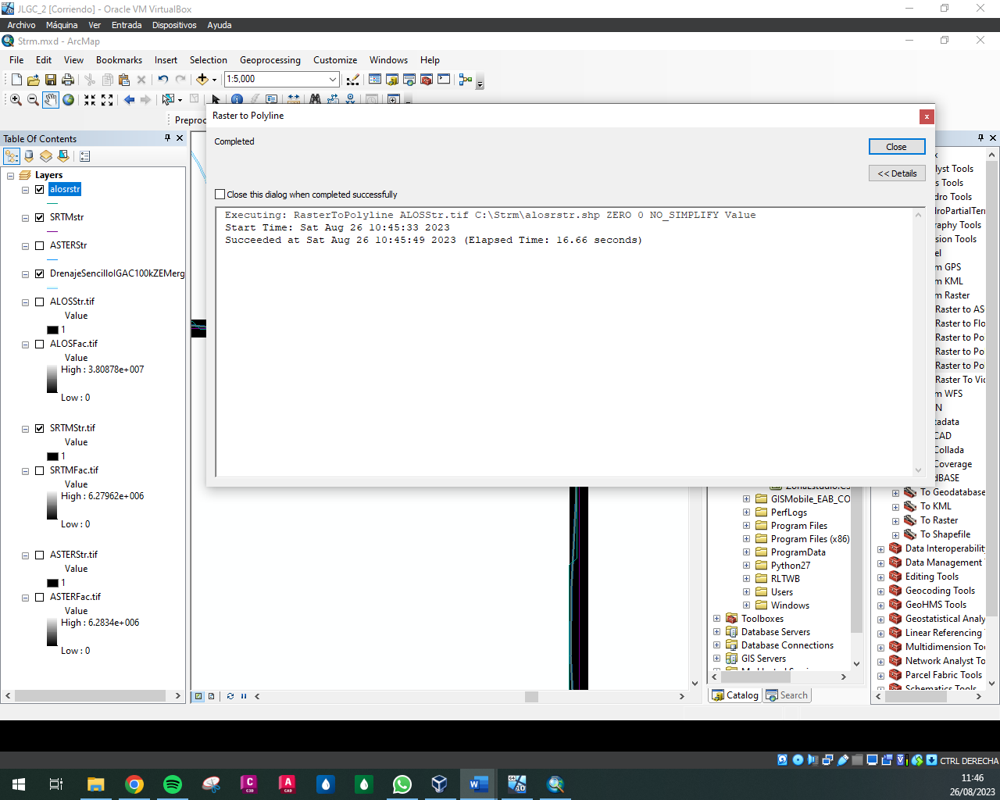 JLGC_2 [Corriendo] - Oracle VM VirtualBox
Archivo Máquina Ver Entrada Dispositivos Ayuda
Strm.mxd - ArcMap
File Edit View Bookmarks Insert Selection Geoprocessing Customize Windows Help
1:5,000
Preproc
Raster to Polyline
Completed
Close
<< Details
Close this dialog when completed successfully
Executing: RasterToPolyline ALOSStr.tif C:\Strm\alosrstr.shp ZERO 0 NO_SIMPLIFY Value
Start Time: Sat Aug 26 10:45:33 2023
Succeeded at Sat Aug 26 10:45:49 2023 (Elapsed Time: 16.66 seconds)
Table Of Contents
Layers
alosrstr
SRTMstr
ASTERStr
DrenajeSencilloIGAC100kZEMerg
ALOSStr.tif
Value
1
ALOSFac.tif
Value
High : 3.80878e+007
Low : 0
SRTMStr.tif
Value
1
SRTMFac.tif
Value
High : 6.27962e+006
Low : 0
ASTERStr.tif
Value
1
ASTERFac.tif
Value
High : 6.2834e+006
Low : 0
GISMobile_EAB_CO
PerfLogs
Program Files
Program Files (x86)
ProgramData
Python27
RLTWB
Users
Windows
Toolboxes
Database Servers
Database Connections
GIS Servers
Catalog Search
lyst Tools
s Tools
droPartialTerr
graphy Tools
sion Tools
el
m GPS
m KML
m Raster
Raster to AS
Raster to Flo
Raster to Po
Raster to Po
Raster to Po
Raster To Vi
m WFS
N
tadata
CAD
Collada
Coverage
dBASE
To Geodatabase
To KML
To Raster
To Shapefile
Data Interoperability
Data Management
Editing Tools
Geocoding Tools
GeoHMS Tools
Geostatistical Analy
Linear Referencing
Multidimension Too
Network Analyst To
Parcel Fabric Tools
Schematics Tools
CTRL DERECHA
11:46
26/08/2023